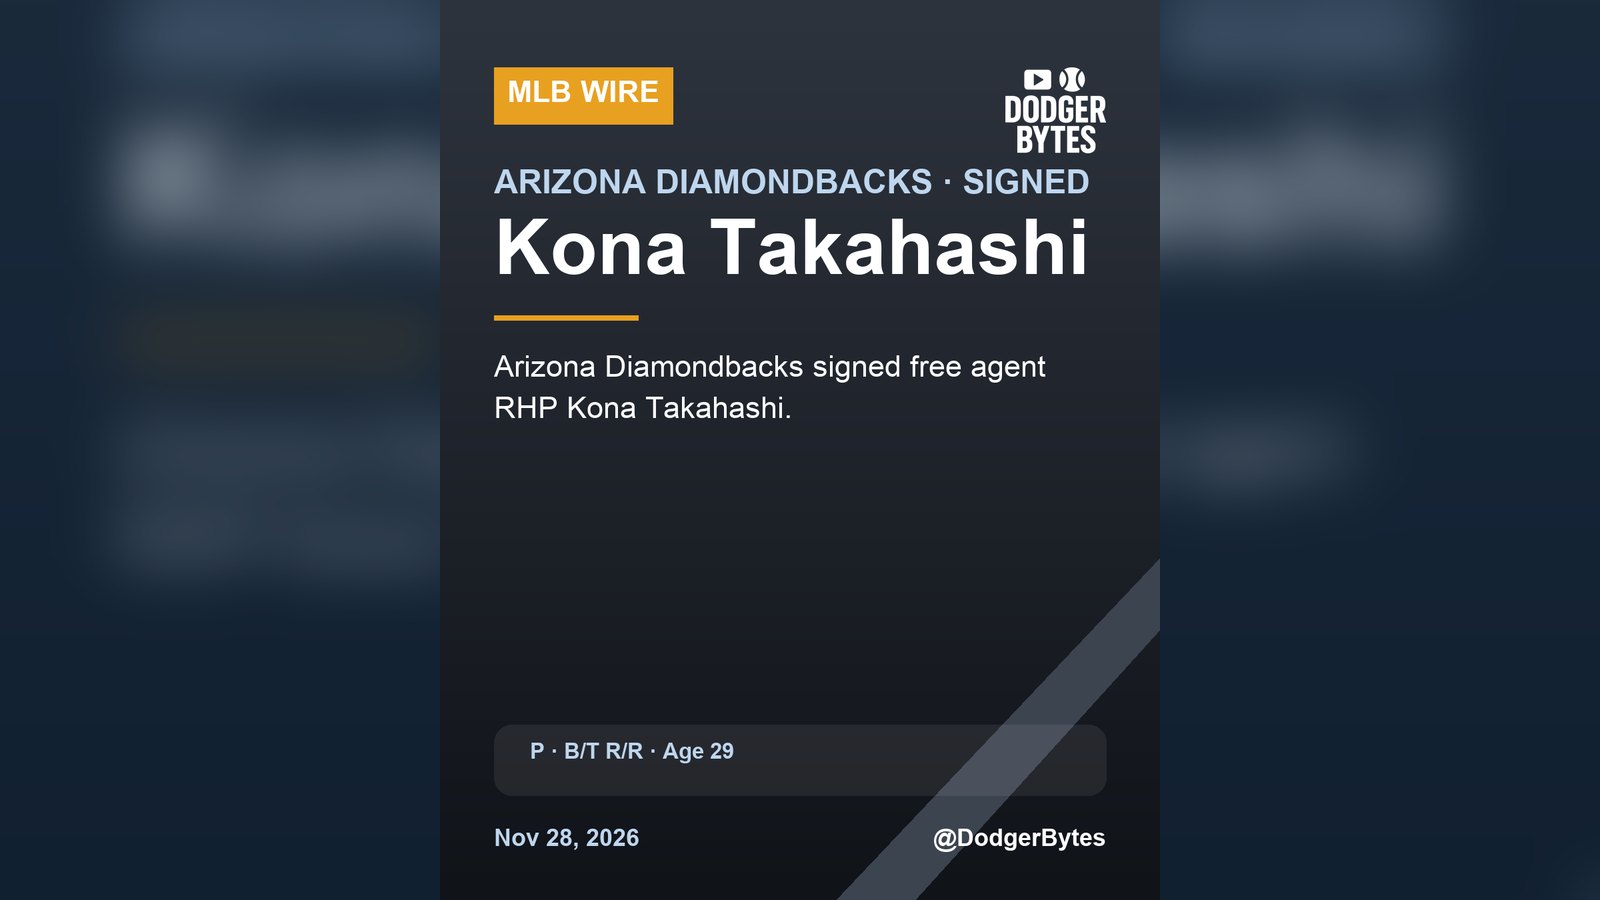 MLB WIRE
DODGER
BYTES
ARIZONA DIAMONDBACKS · SIGNED
Kona Takahashi
Arizona Diamondbacks signed free agent
RHP Kona Takahashi.
P · B/T R/R · Age 29
Nov 28, 2026
@DodgerBytes